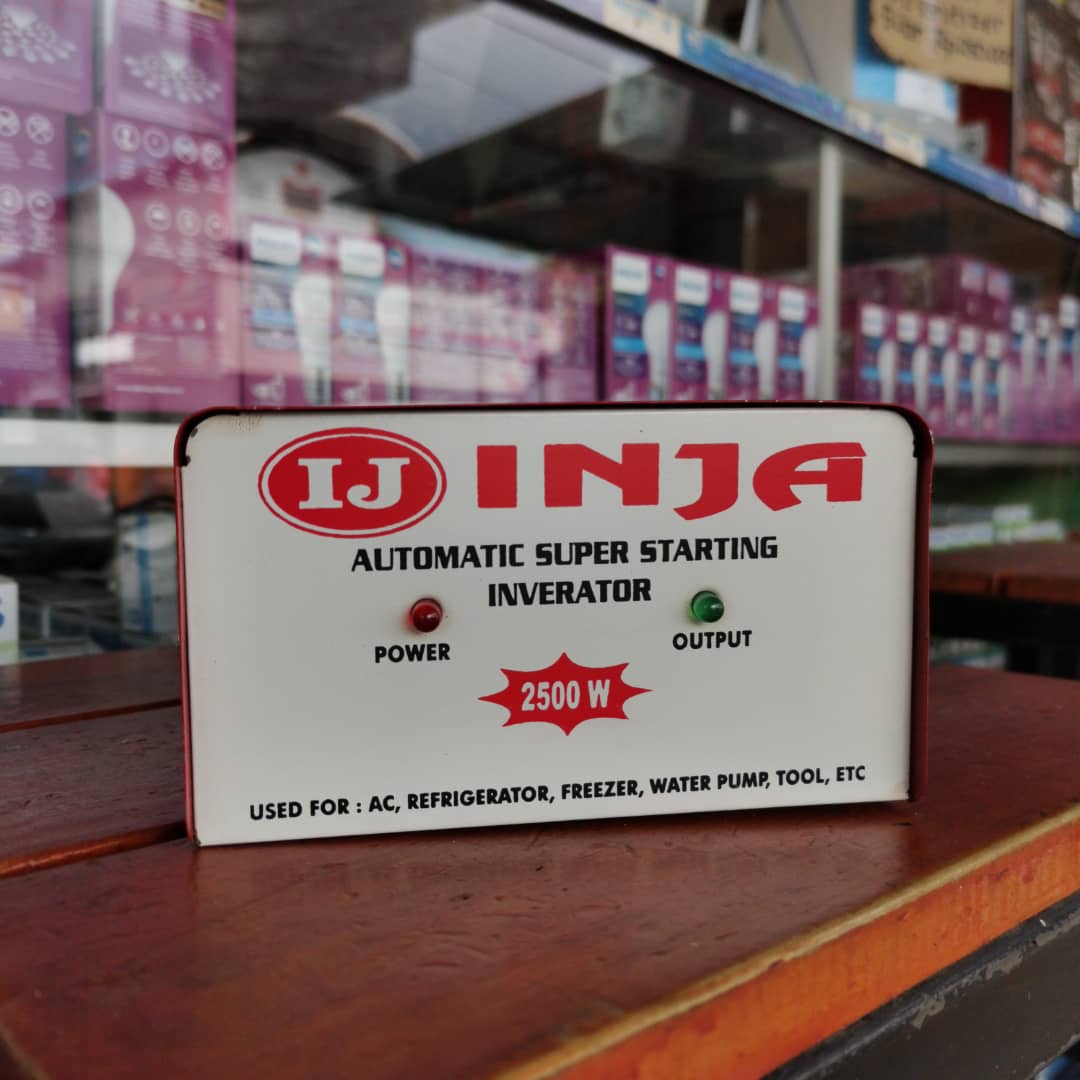 IJ INJA
AUTOMATIC SUPER STARTING
INVERATOR
POWER
OUTPUT
2500 W
USED FOR : AC, REFRIGERATOR, FREEZER, WATER PUMP, TOOL, ETC